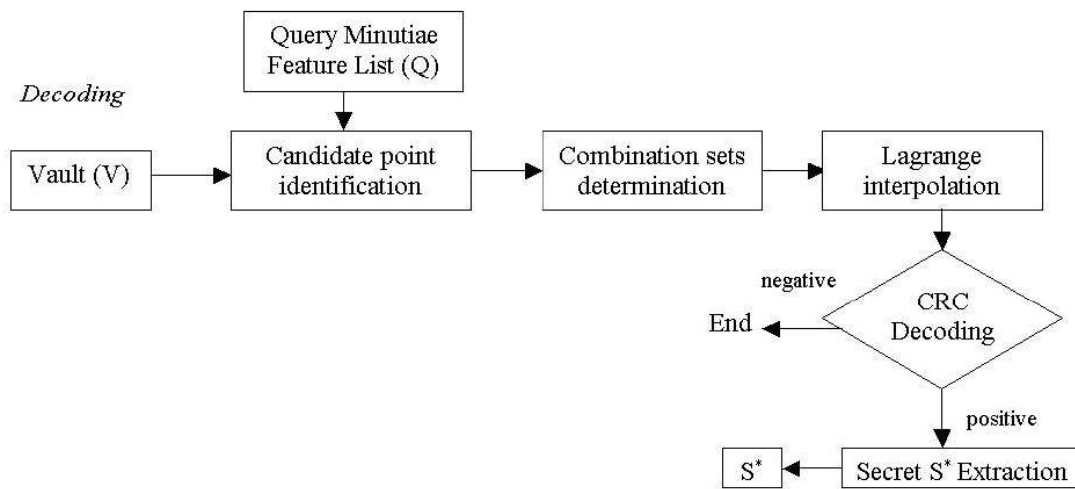 Query Minutiae
Feature List (Q)
Decoding
Vault (V)
Candidate point
identification
Combination sets
determination
Lagrange
interpolation
negative
CRC
Decoding
End
positive
S*
Secret S* Extraction